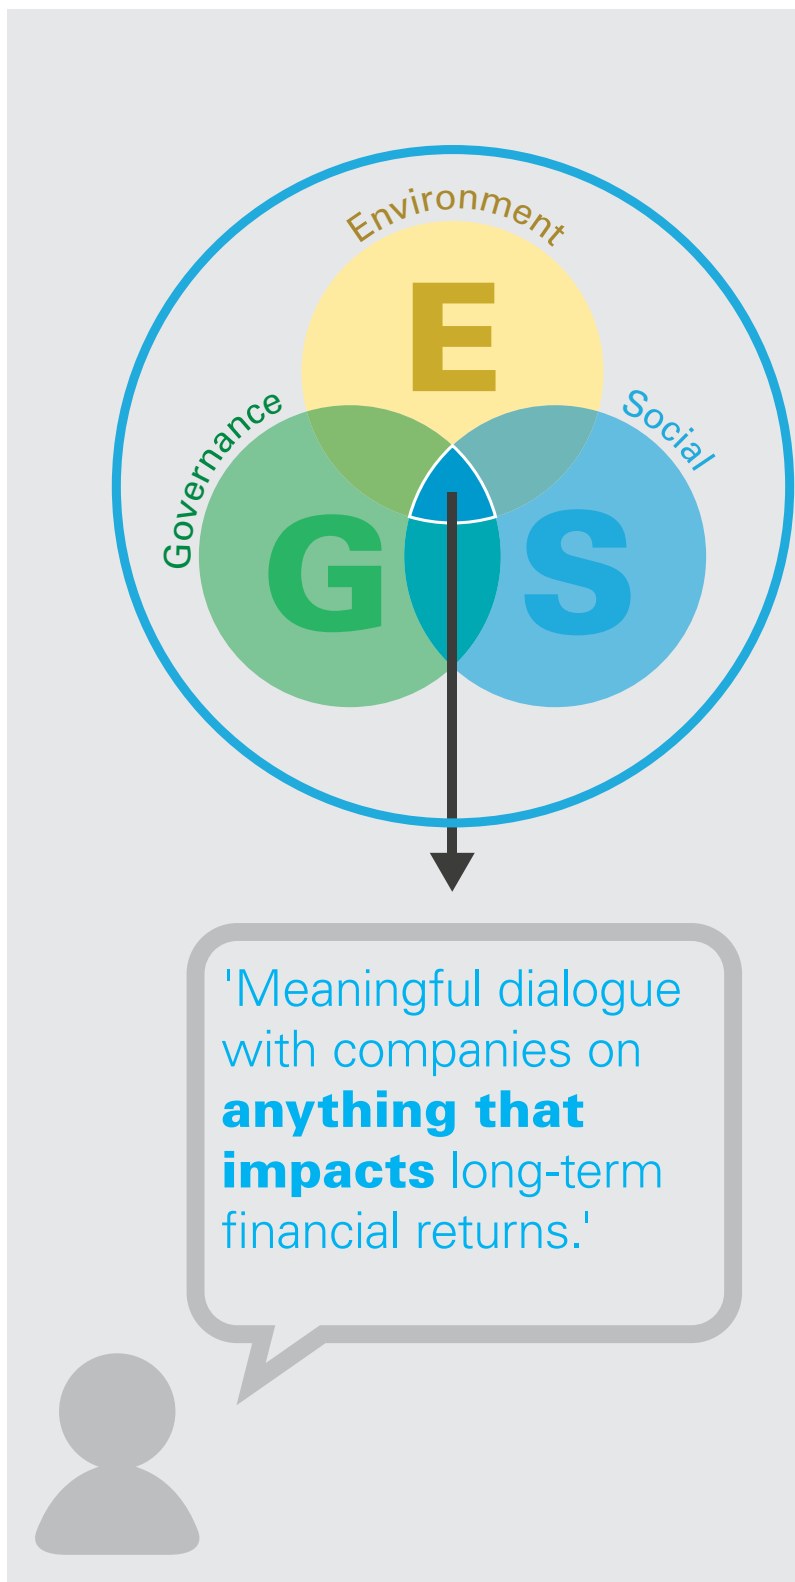 Environment
E
Governance
Social
G
S
'Meaningful dialogue
with companies on
anything that
impacts long-term
financial returns.'